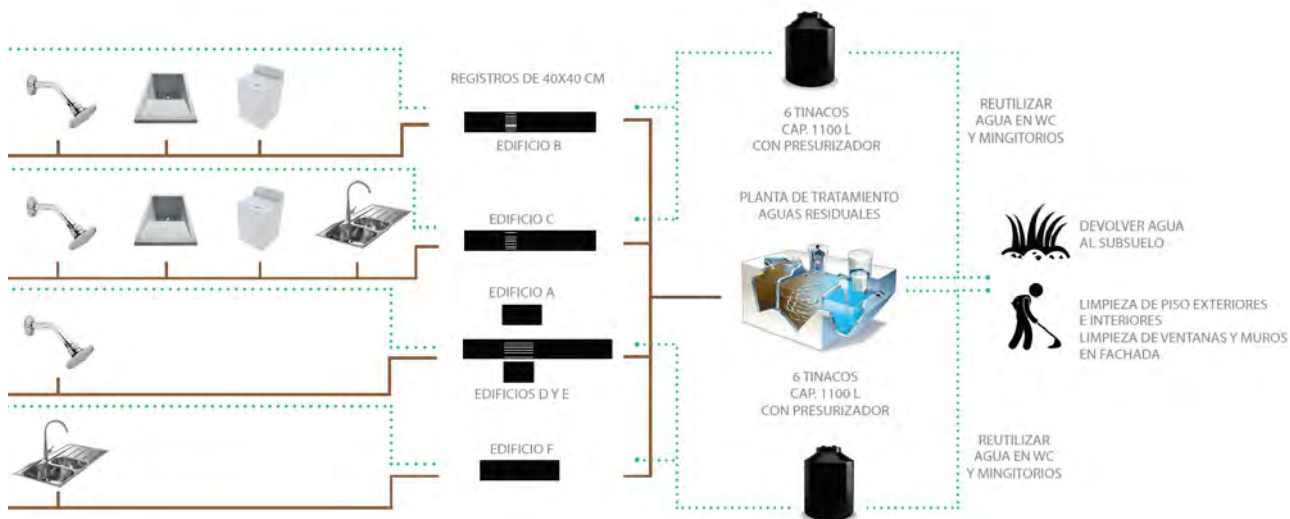 REGISTROS DE 40X40 CM
EDIFICIO B
EDIFICIO C
EDIFICIO A
EDIFICIOS D Y E
EDIFICIO F
6 TINACOS
CAP. 1100 L
CON PRESURIZADOR
PLANTA DE TRATAMIENTO
AGUAS RESIDUALES
6 TINACOS
CAP. 1100 L
CON PRESURIZADOR
REUTILIZAR
AGUA EN WC
Y MINGITORIOS
DEVOLVER AGUA
AL SUBSUELO
LIMPIEZA DE PISO EXTERIORES
E INTERIORES
LIMPIEZA DE VENTANAS Y MUROS
EN FACHADA
REUTILIZAR
AGUA EN WC
Y MINGITORIOS